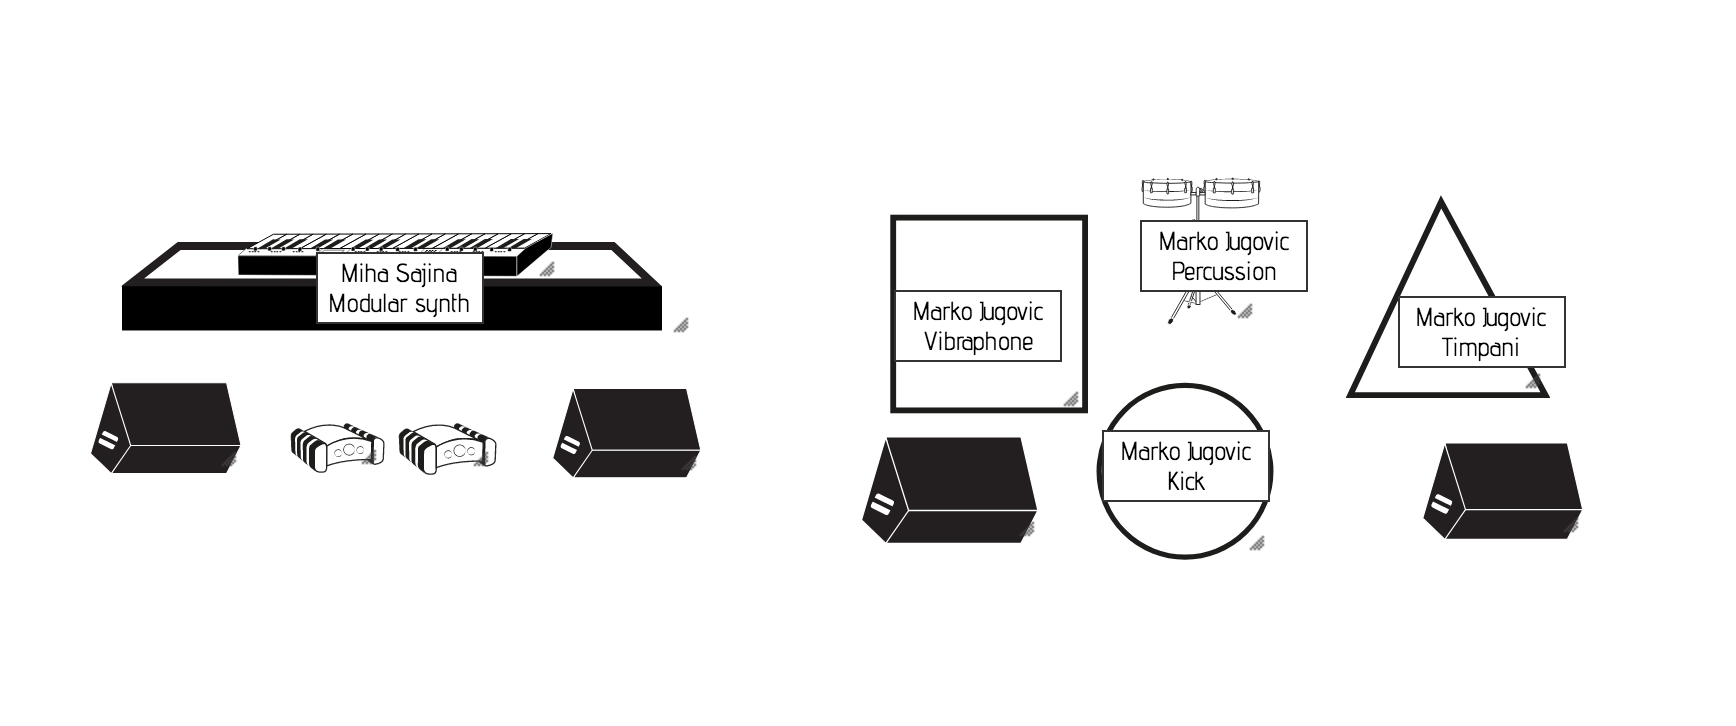 Miha Sajina
Modular synth
Marko Jugovic
Vibraphone
Marko Jugovic
Percussion
Marko Jugovic
Kick
Marko Jugovic
Timpani